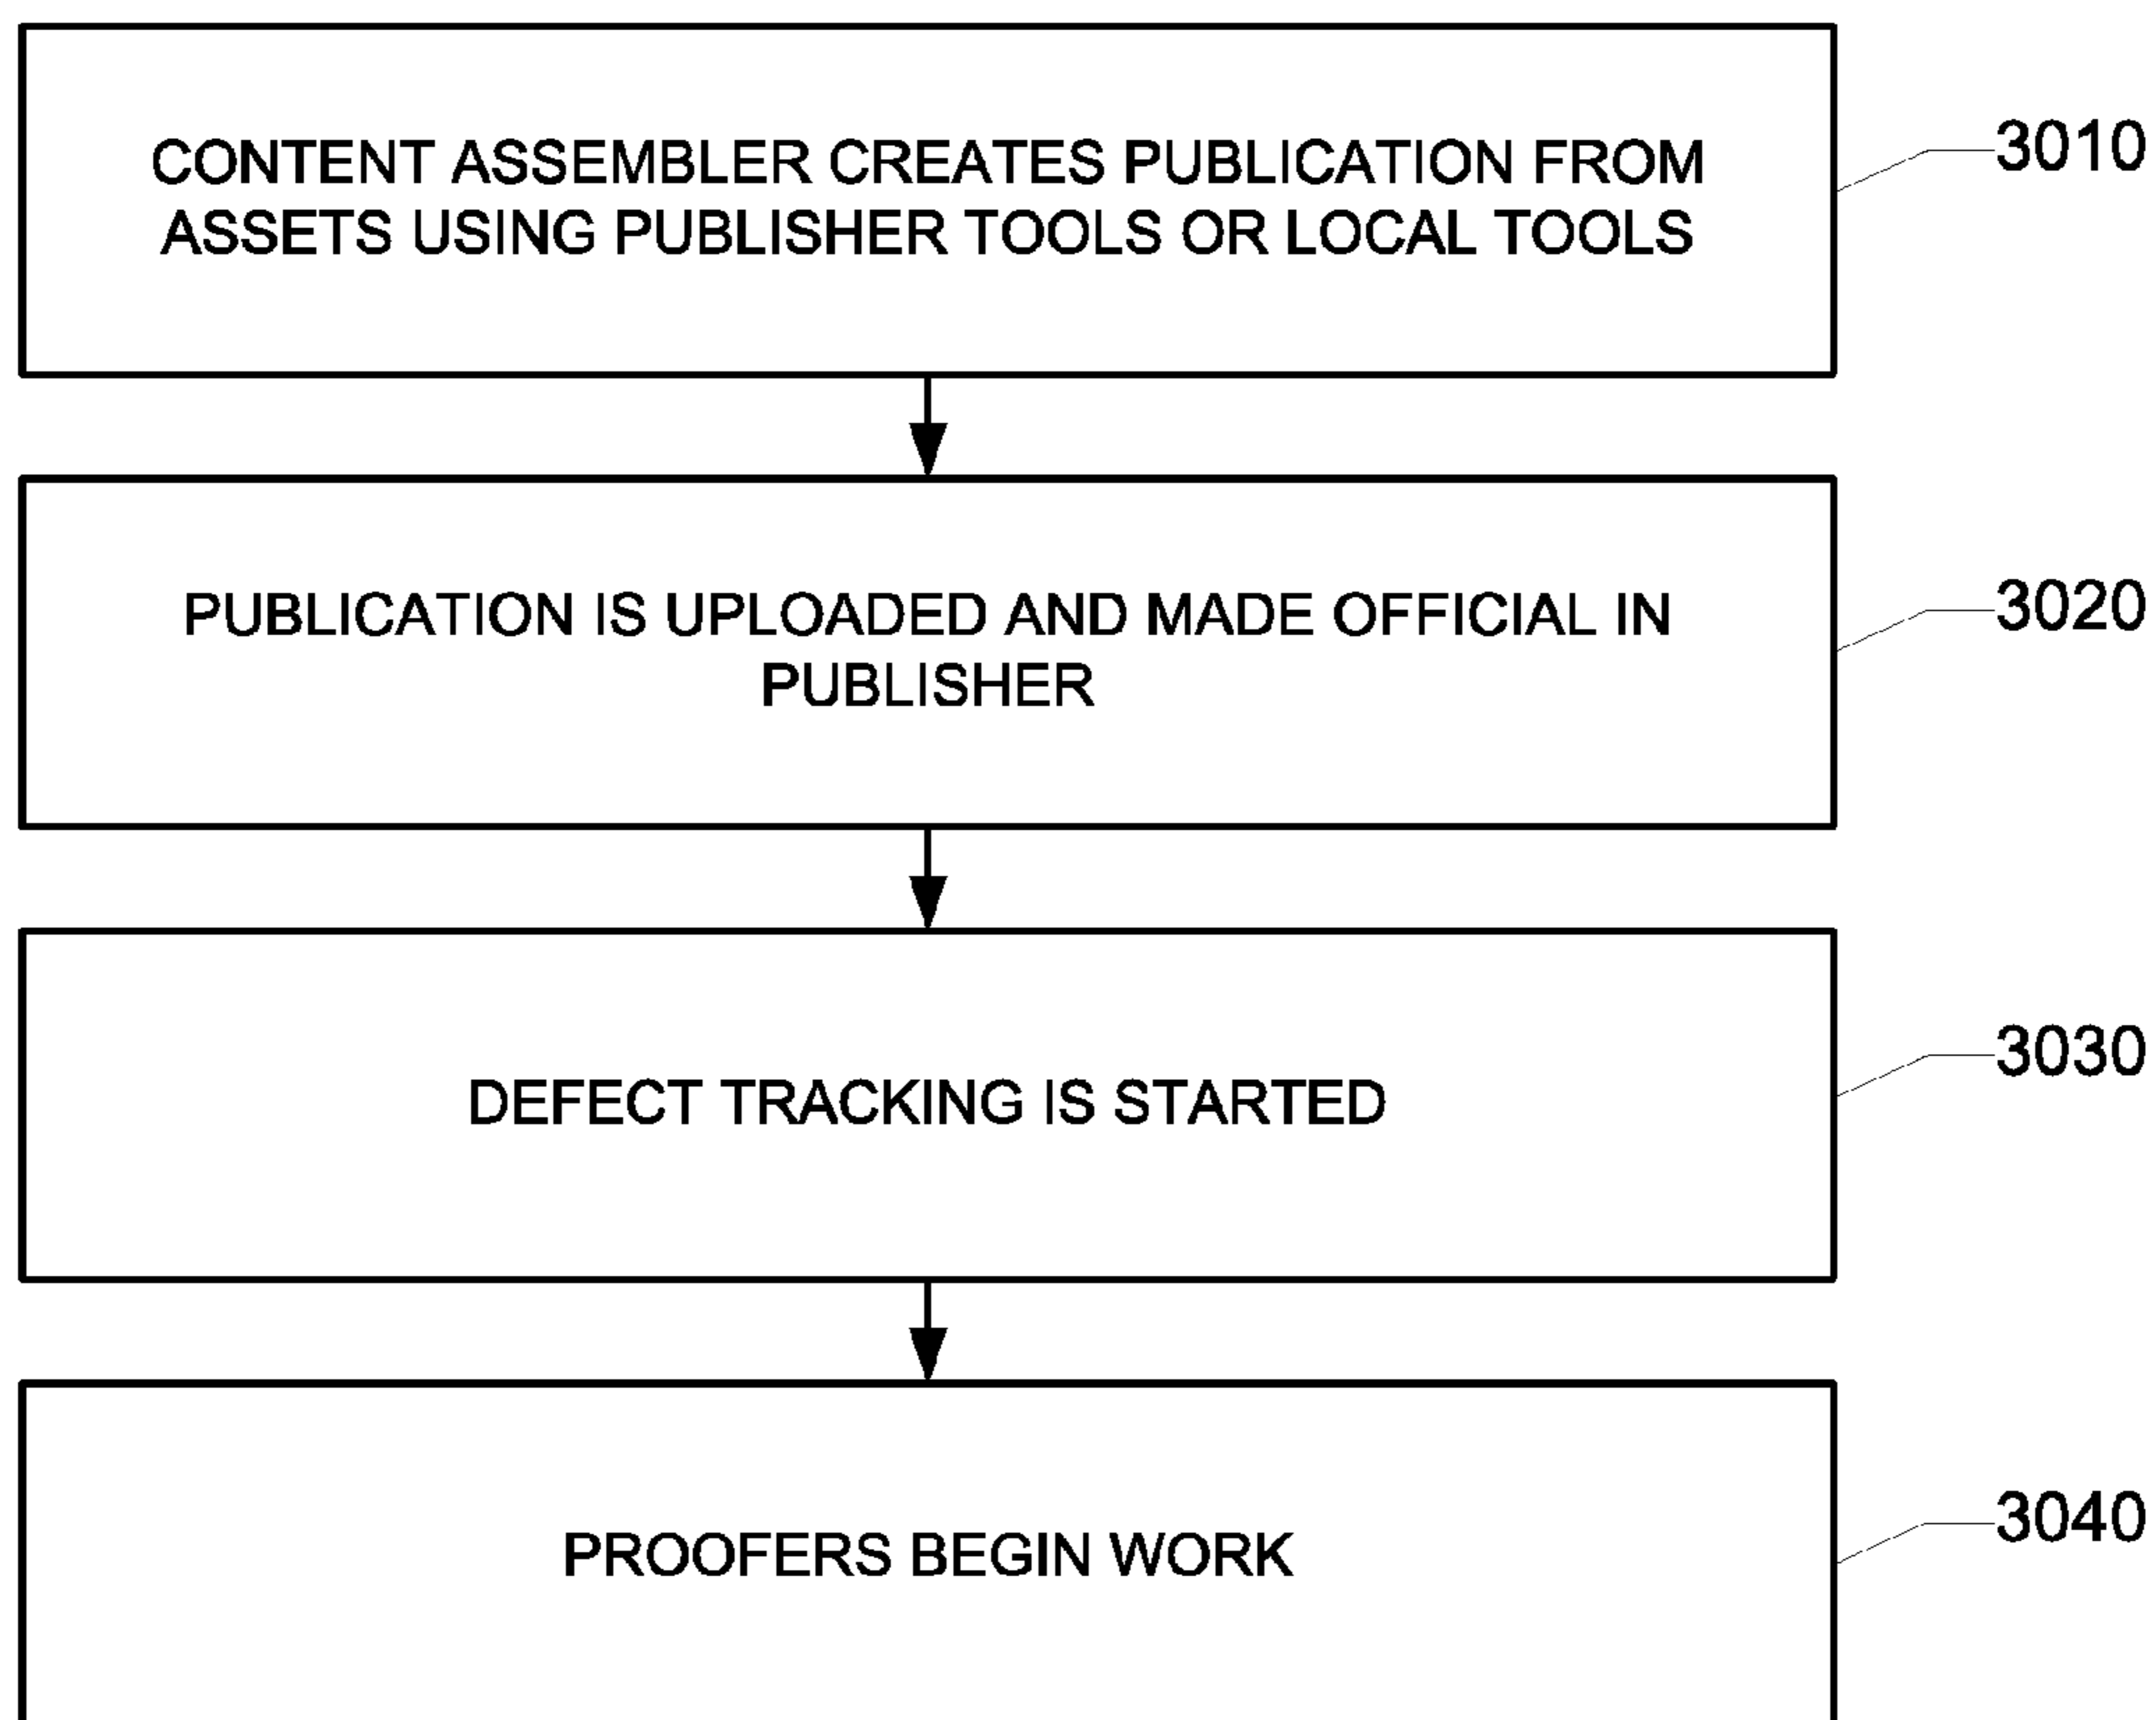 CONTENT ASSEMBLER CREATES PUBLICATION FROM
ASSETS USING PUBLISHER TOOLS OR LOCAL TOOLS
3010
PUBLICATION IS UPLOADED AND MADE OFFICIAL IN
PUBLISHER
3020
DEFECT TRACKING IS STARTED
3030
PROOFERS BEGIN WORK
3040